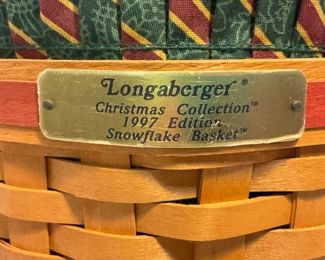 Longaberger®
Christmas Collection™
1997 Edition
Snowflake Basket™